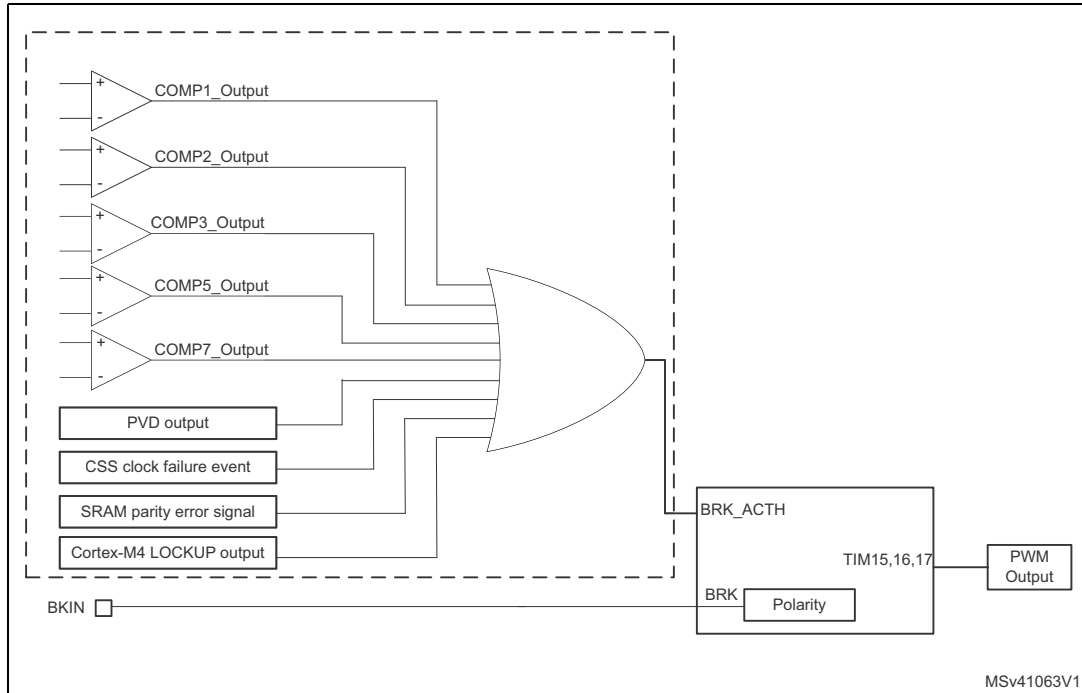 +
-
COMP1_Output
+
-
COMP2_Output
+
-
COMP3_Output
+
-
COMP5_Output
+
-
COMP7_Output
PVD output
CSS clock failure event
SRAM parity error signal
Cortex-M4 LOCKUP output
BRK_ACTH
TIM15,16,17
PWM
Output
BKIN
BRK
Polarity
MSv41063V1